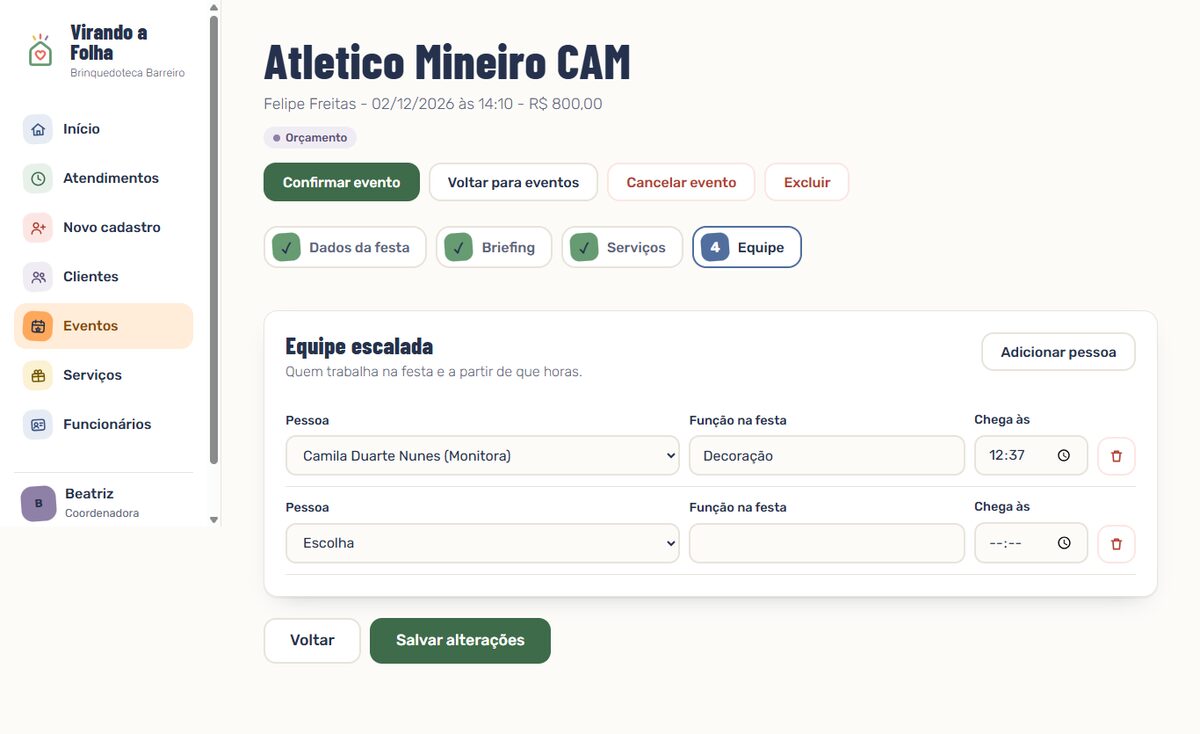 Virando a
Folha
Brinquedoteca Barreiro
Início
Atendimentos
Novo cadastro
Clientes
Eventos
Serviços
Funcionários
B
Beatriz
Coordenadora
Atletico Mineiro CAM
Felipe Freitas - 02/12/2026 às 14:10 - R$ 800,00
Orçamento
Confirmar evento
Voltar para eventos
Cancelar evento
Excluir
✓ Dados da festa
✓ Briefing
✓ Serviços
4 Equipe
Equipe escalada
Quem trabalha na festa e a partir de que horas.
Adicionar pessoa
Pessoa Função na festa Chega às
Camila Duarte Nunes (Monitora) Decoração 12:37
Pessoa Função na festa Chega às
Escolha --:--
Voltar Salvar alterações